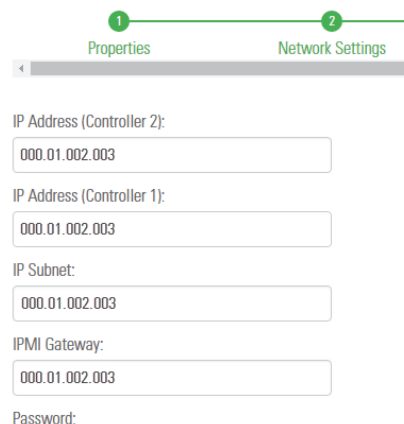 1
2
Properties
Network Settings
IP Address (Controller 2):
000.01.002.003
IP Address (Controller 1):
000.01.002.003
IP Subnet:
000.01.002.003
IPMI Gateway:
000.01.002.003
Password: